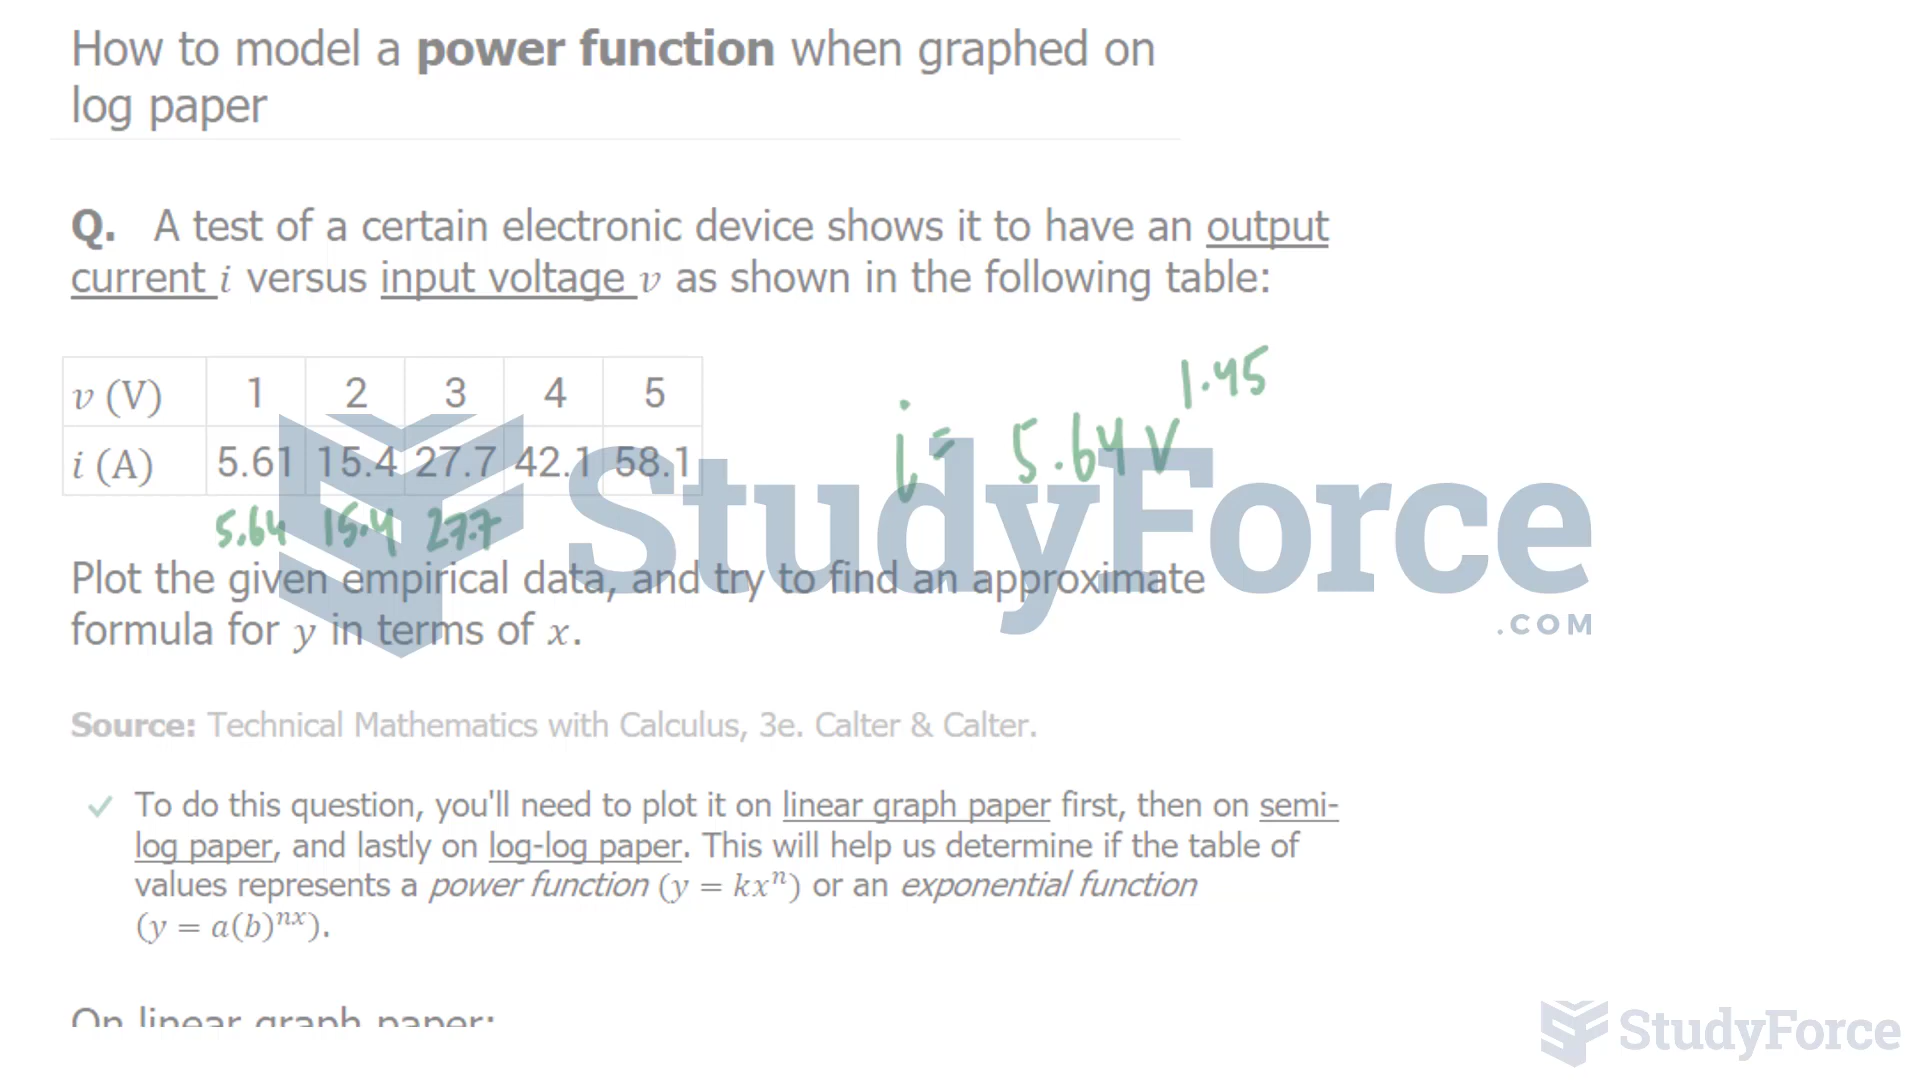 How to model a power function when graphed on
log paper
Q. A test of a certain electronic device shows it to have an output
current i versus input voltage v as shown in the following table:
v (V) 1 2 3 4 5
i (A) 5.61 15.4 27.7 42.1 58.1
i = 5.64 v^1.45
5.64 15.4 27.7
StudyForce
.COM
Plot the given empirical data, and try to find an approximate
formula for y in terms of x.
Source: Technical Mathematics with Calculus, 3e. Calter & Calter.
✓ To do this question, you'll need to plot it on linear graph paper first, then on semi-
log paper, and lastly on log-log paper. This will help us determine if the table of
values represents a power function (y = kxⁿ) or an exponential function
(y = a(b)ⁿˣ).
On linear graph paper:
StudyForce